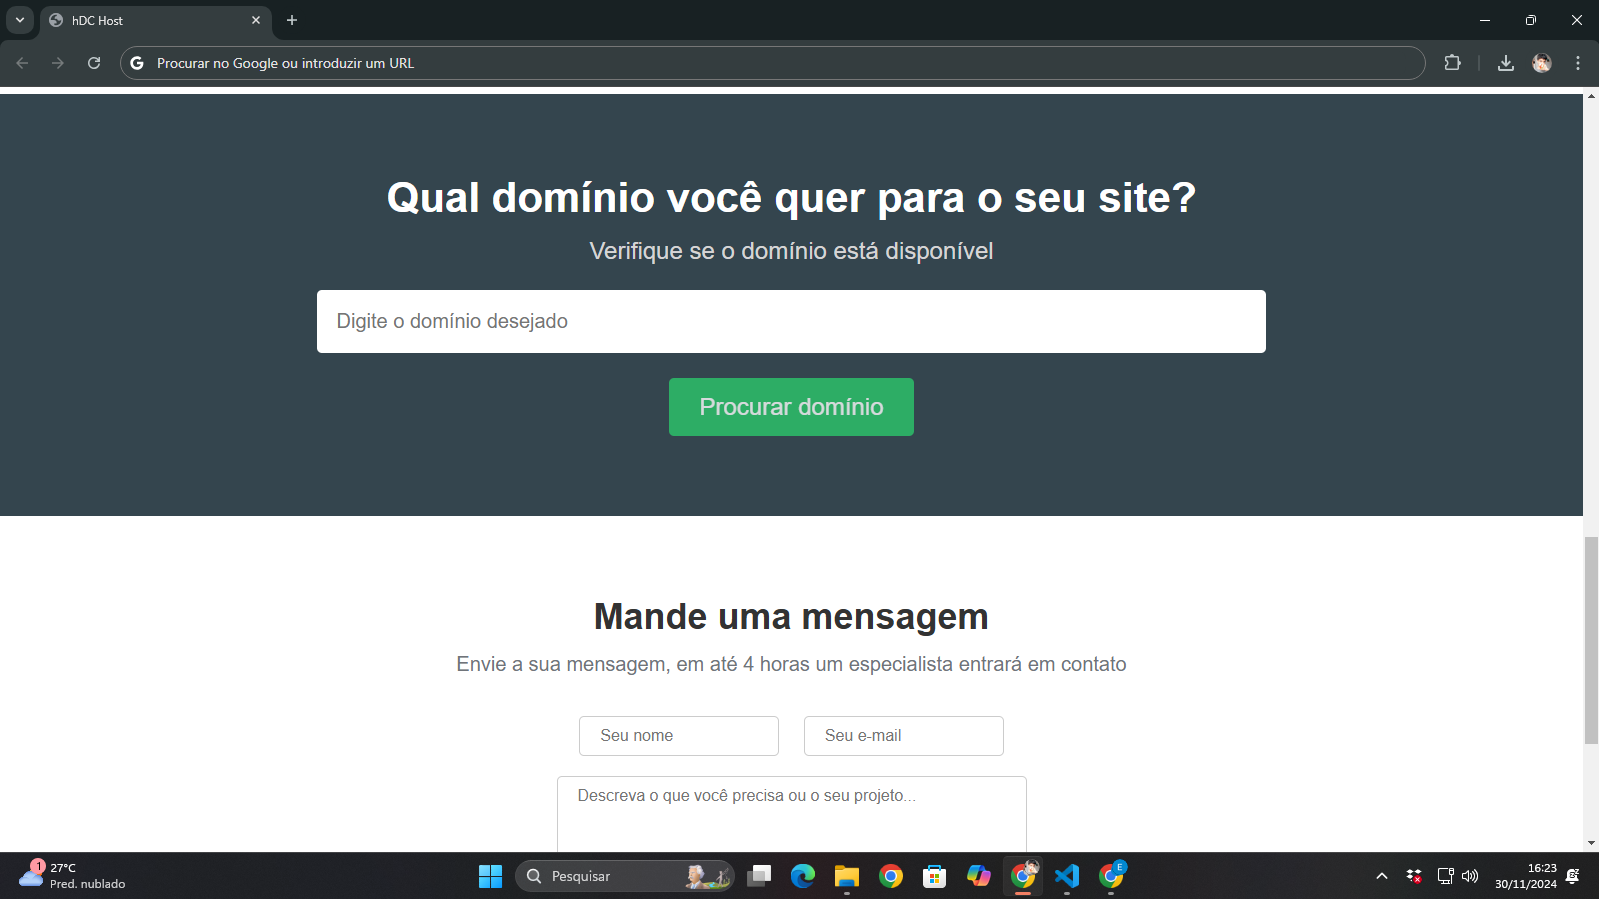 hDC Host
Procurar no Google ou introduzir um URL
Qual domínio você quer para o seu site?
Verifique se o domínio está disponível
Digite o domínio desejado
Procurar domínio
Mande uma mensagem
Envie a sua mensagem, em até 4 horas um especialista entrará em contato
Seu nome
Seu e-mail
Descreva o que você precisa ou o seu projeto...
1
27°C
Pred. nublado
Pesquisar
E
16:23
30/11/2024